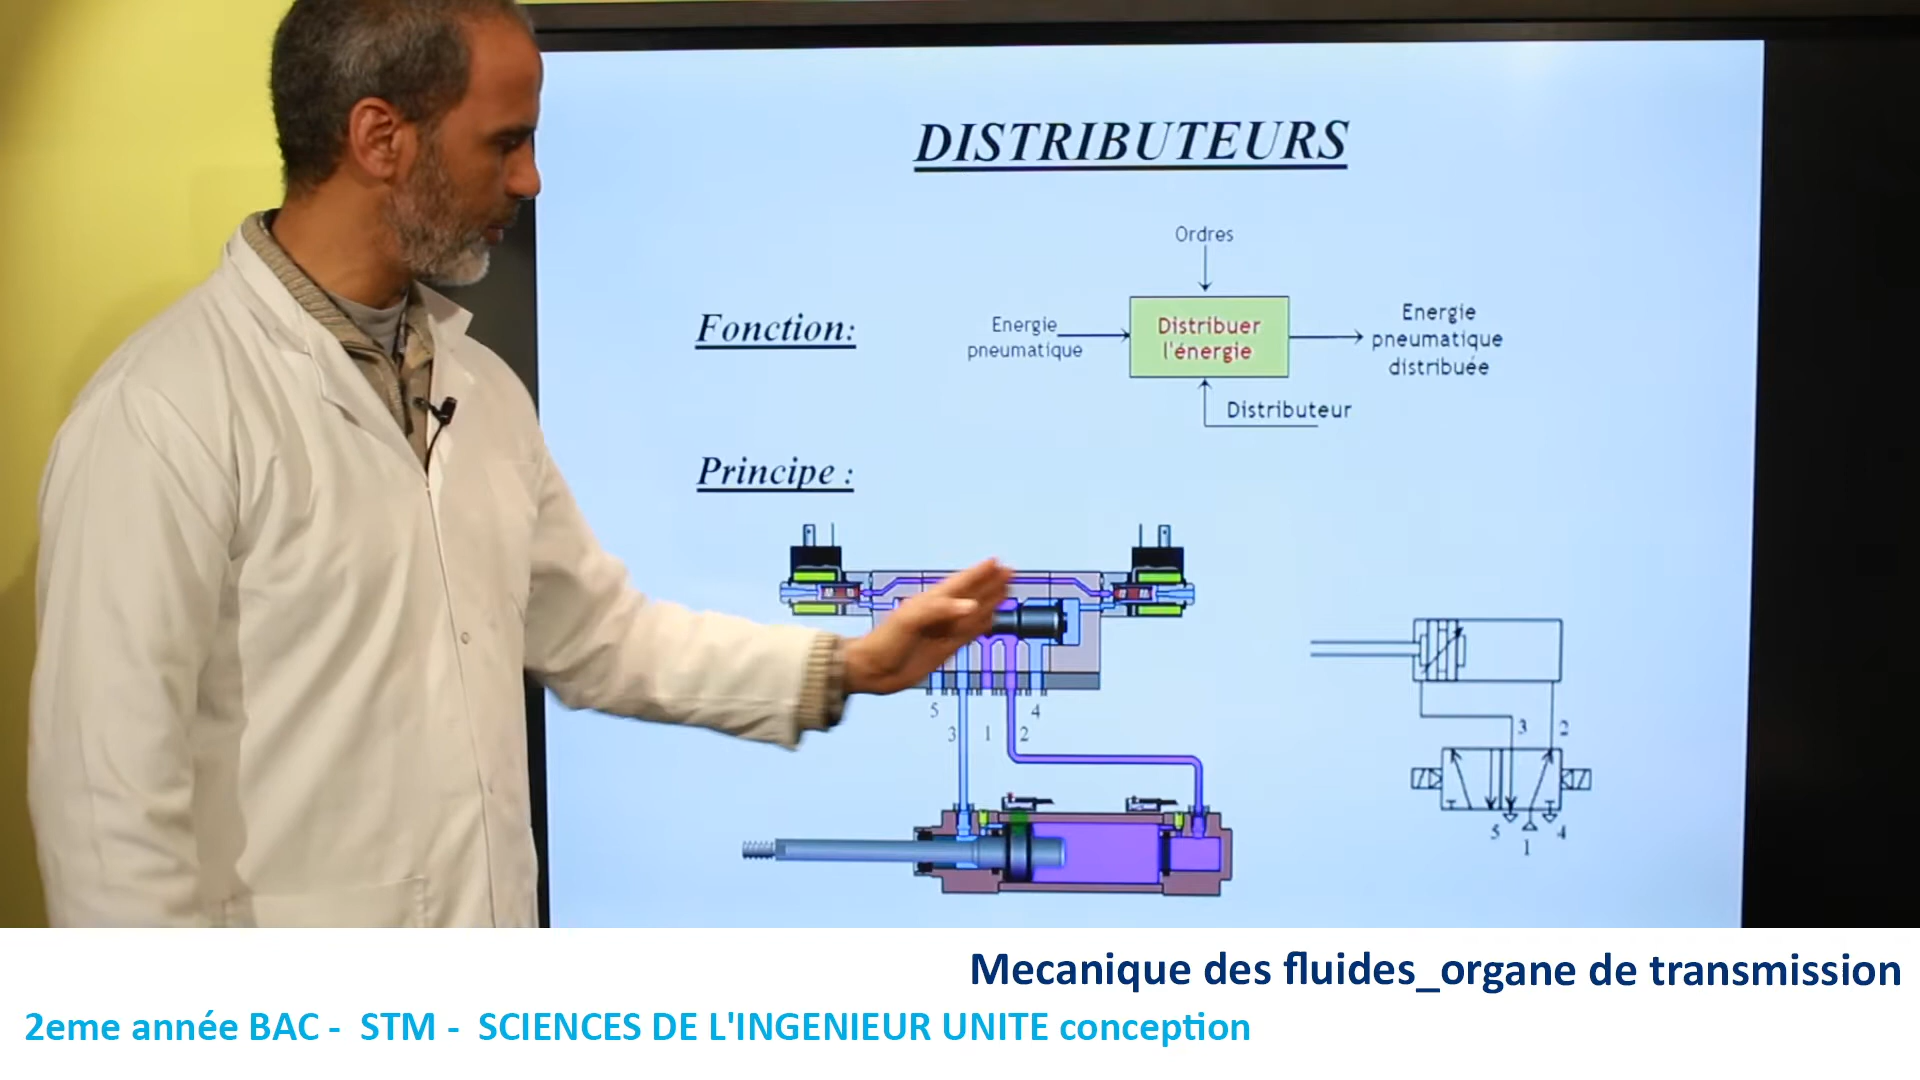 DISTRIBUTEURS
Ordres
Fonction:
Energie
pneumatique
Distribuer
l'énergie
Energie
pneumatique
distribuée
Distributeur
Principe :
5
4
3
1
2
3
2
5
4
1
Mecanique des fluides_organe de transmission
2eme année BAC - STM - SCIENCES DE L'INGENIEUR UNITE conception